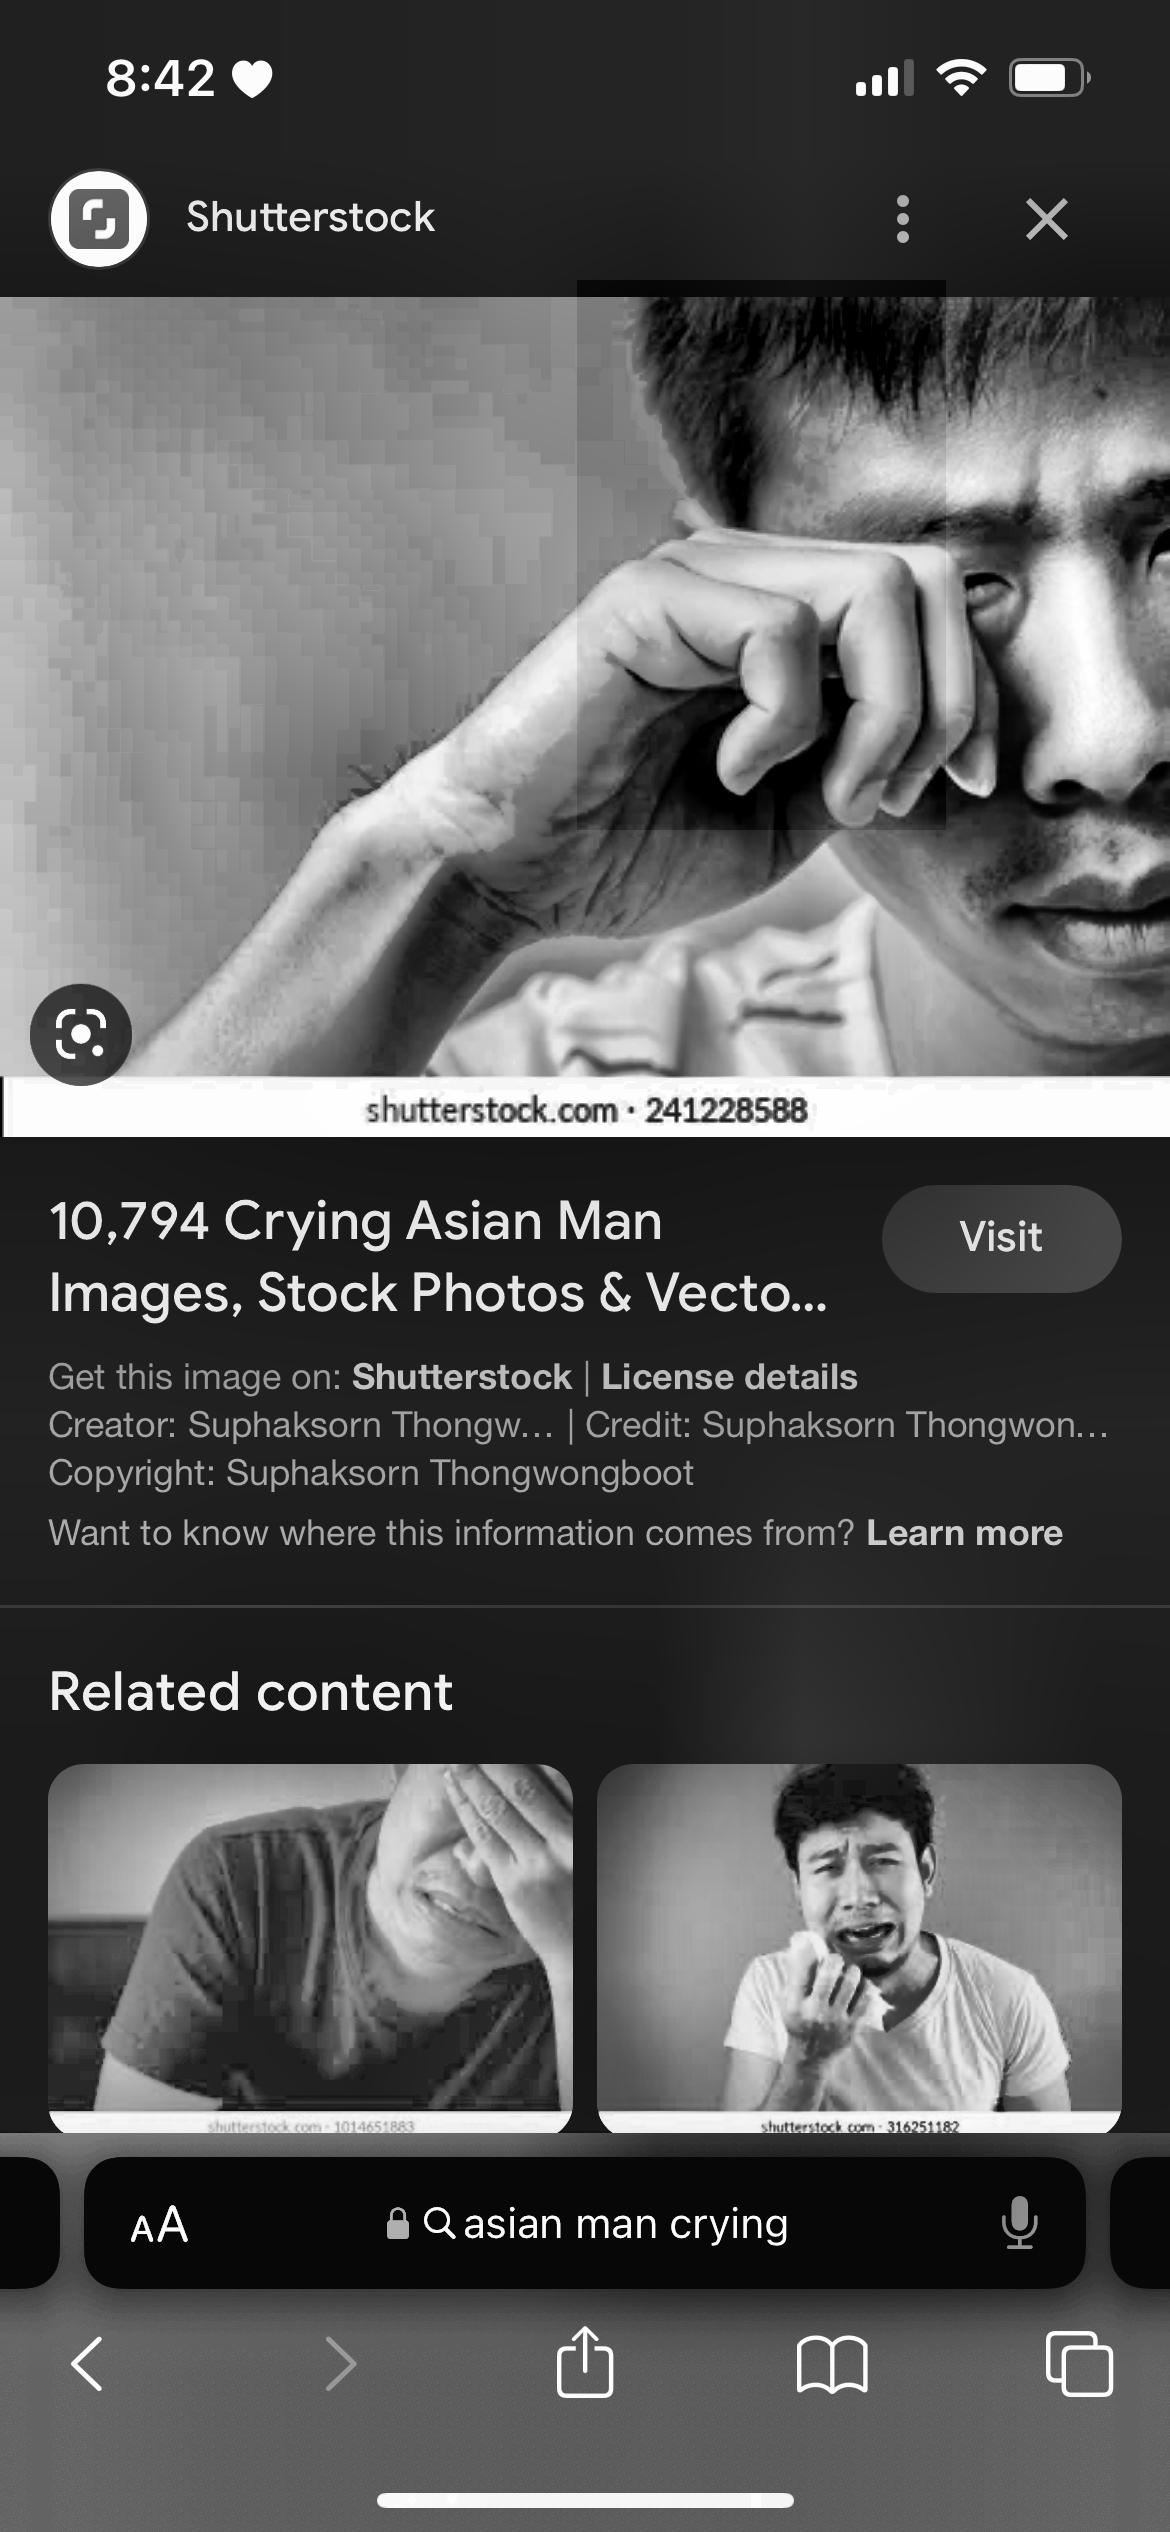 8:42
Shutterstock
shutterstock.com · 241228588
10,794 Crying Asian Man
Images, Stock Photos & Vecto...
Visit
Get this image on: Shutterstock | License details
Creator: Suphaksorn Thongw... | Credit: Suphaksorn Thongwon...
Copyright: Suphaksorn Thongwongboot
Want to know where this information comes from? Learn more
Related content
shutterstock.com · 1014651883
shutterstock.com · 316251182
AA
asian man crying